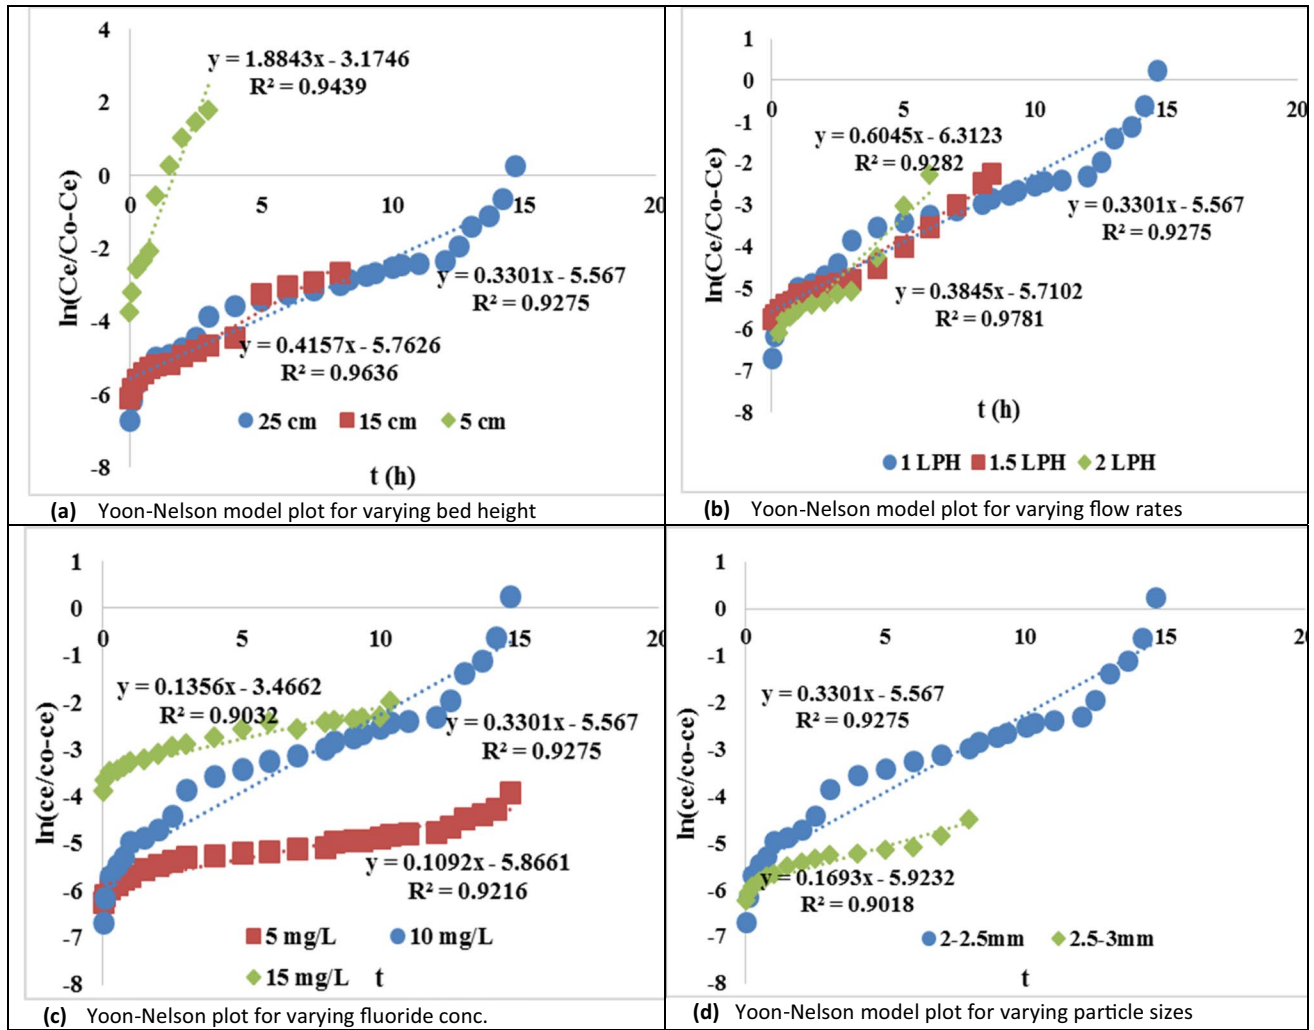 4
2
0
-2
-4
-6
-8
0
5
10
15
20
ln(Ce/Co-Ce)
y = 1.8843x - 3.1746
R² = 0.9439
y = 0.3301x - 5.567
R² = 0.9275
y = 0.4157x - 5.7626
R² = 0.9636
25 cm 15 cm 5 cm
t (h)
(a) Yoon-Nelson model plot for varying bed height
1
0
-1
-2
-3
-4
-5
-6
-7
-8
0
5
10
15
20
ln(Ce/Co-Ce)
y = 0.6045x - 6.3123
R² = 0.9282
y = 0.3301x - 5.567
R² = 0.9275
y = 0.3845x - 5.7102
R² = 0.9781
t (h)
1 LPH 1.5 LPH 2 LPH
(b) Yoon-Nelson model plot for varying flow rates
1
0
-1
-2
-3
-4
-5
-6
-7
-8
0
5
10
15
20
ln(ce/co-ce)
y = 0.1356x - 3.4662
R² = 0.9032
y = 0.3301x - 5.567
R² = 0.9275
y = 0.1092x - 5.8661
R² = 0.9216
5 mg/L 10 mg/L
15 mg/L t
(c) Yoon-Nelson plot for varying fluoride conc.
1
0
-1
-2
-3
-4
-5
-6
-7
-8
0
5
10
15
20
ln(ce/co-ce)
y = 0.3301x - 5.567
R² = 0.9275
y = 0.1693x - 5.9232
R² = 0.9018
2-2.5mm 2.5-3mm
t
(d) Yoon-Nelson model plot for varying particle sizes